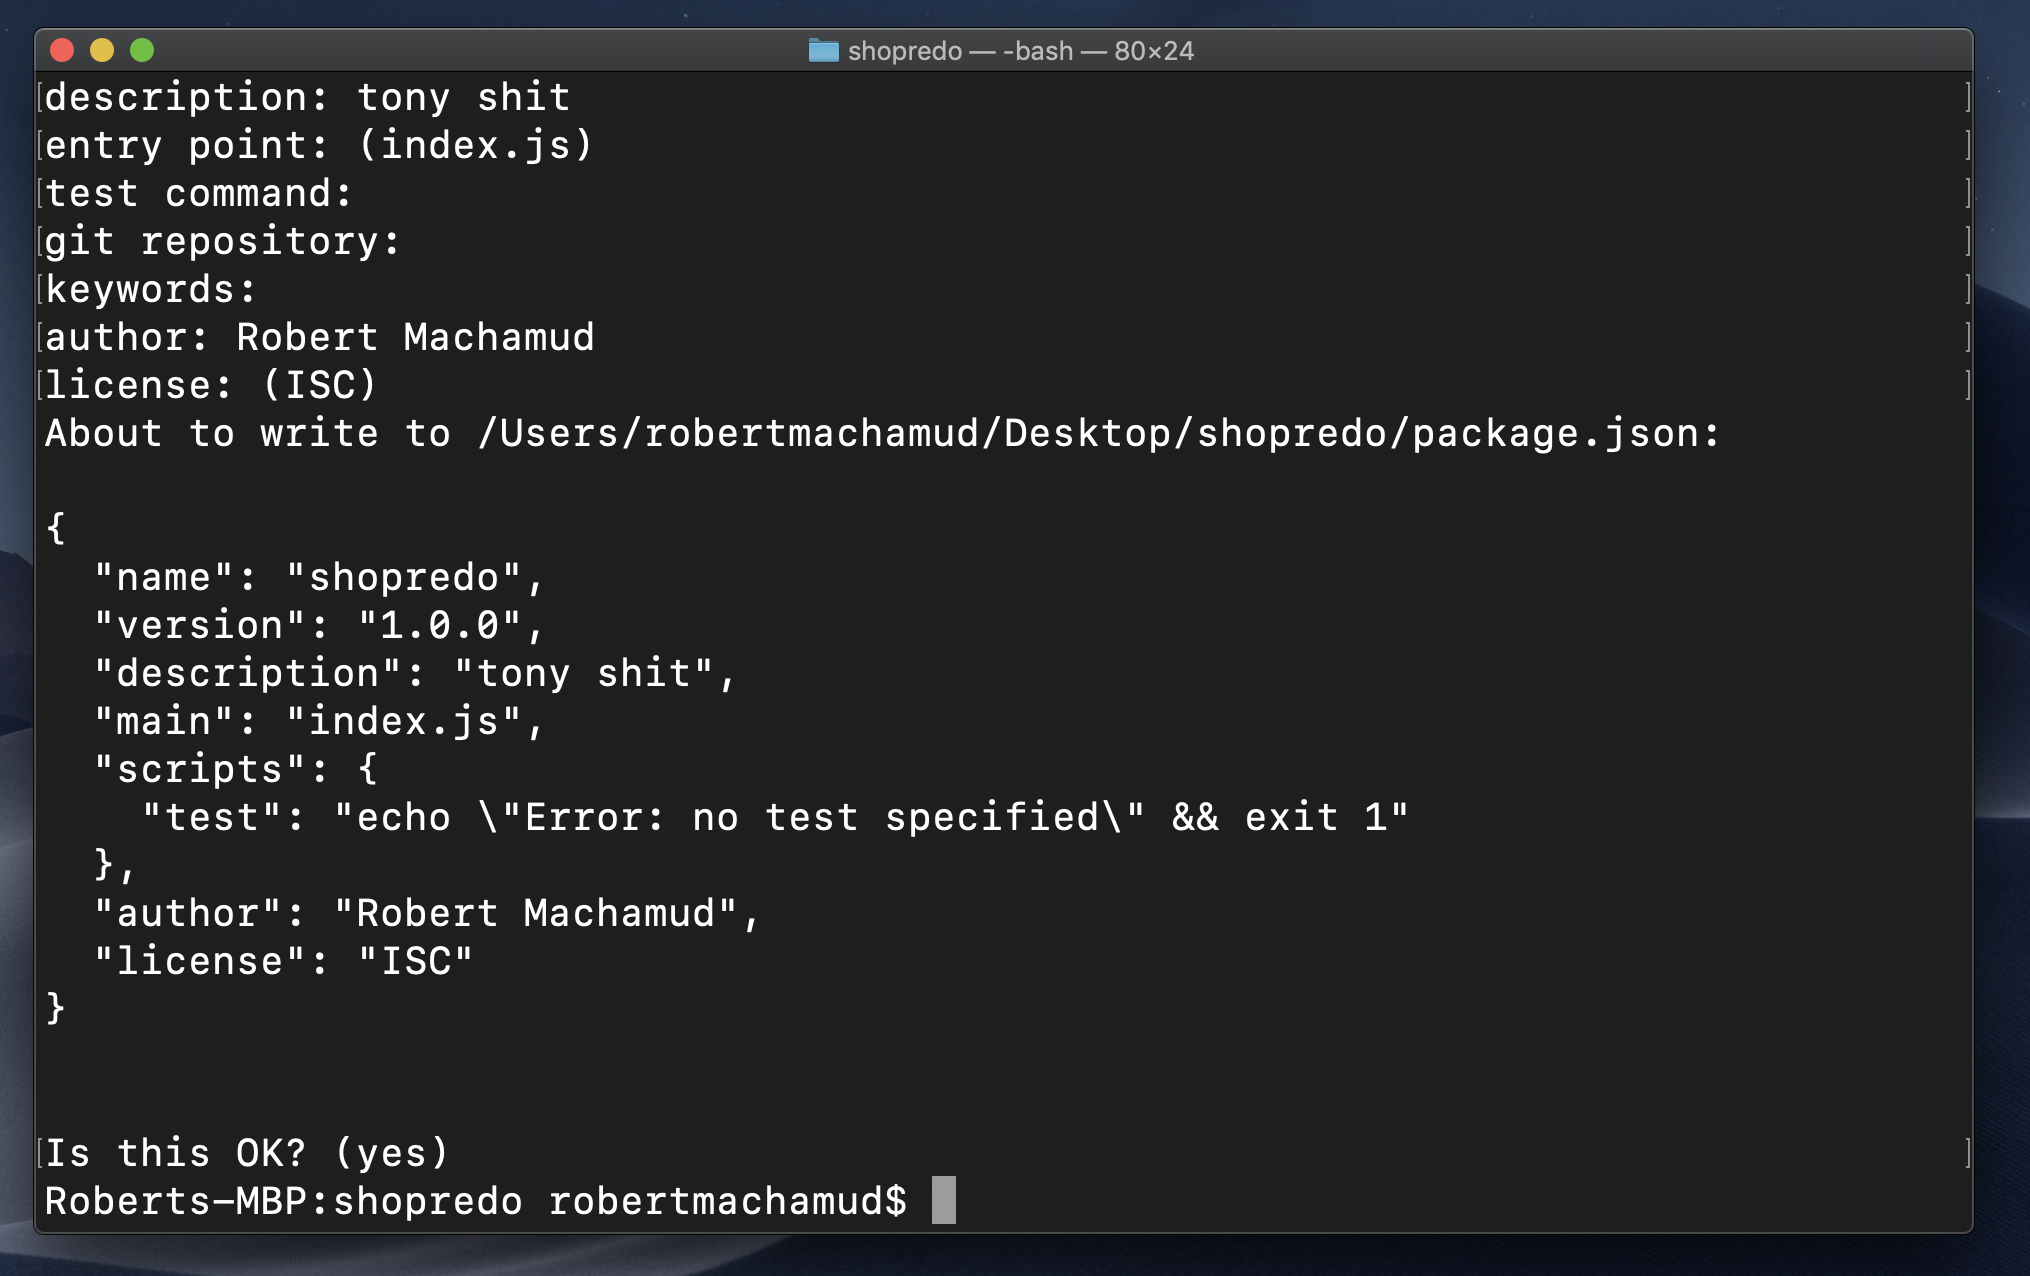 shopredo — -bash — 80×24
description: tony shit
entry point: (index.js)
test command:
git repository:
keywords:
author: Robert Machamud
license: (ISC)
About to write to /Users/robertmachamud/Desktop/shopredo/package.json:
{
  "name": "shopredo",
  "version": "1.0.0",
  "description": "tony shit",
  "main": "index.js",
  "scripts": {
    "test": "echo \"Error: no test specified\" && exit 1"
  },
  "author": "Robert Machamud",
  "license": "ISC"
}
Is this OK? (yes)
Roberts-MBP:shopredo robertmachamud$